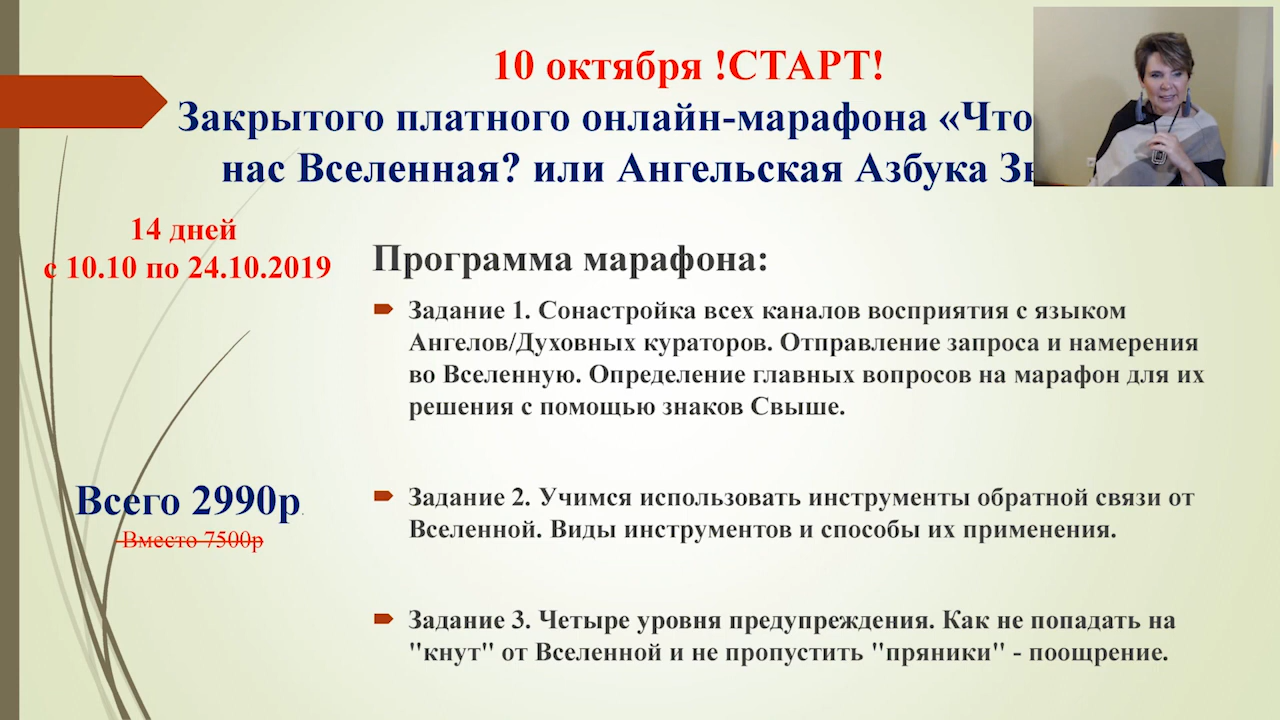 10 октября !СТАРТ!
Закрытого платного онлайн-марафона «Что
нас Вселенная? или Ангельская Азбука
14 дней
с 10.10 по 24.10.2019
Программа марафона:
Задание 1. Сонастройка всех каналов восприятия с языком
Ангелов/Духовных кураторов. Отправление запроса и намерения
во Вселенную. Определение главных вопросов на марафон для их
решения с помощью знаков Свыше.
Всего 2990р.
Вместо 7500р
Задание 2. Учимся использовать инструменты обратной связи от
Вселенной. Виды инструментов и способы их применения.
Задание 3. Четыре уровня предупреждения. Как не попадать на
"кнут" от Вселенной и не пропустить "пряники" - поощрение.